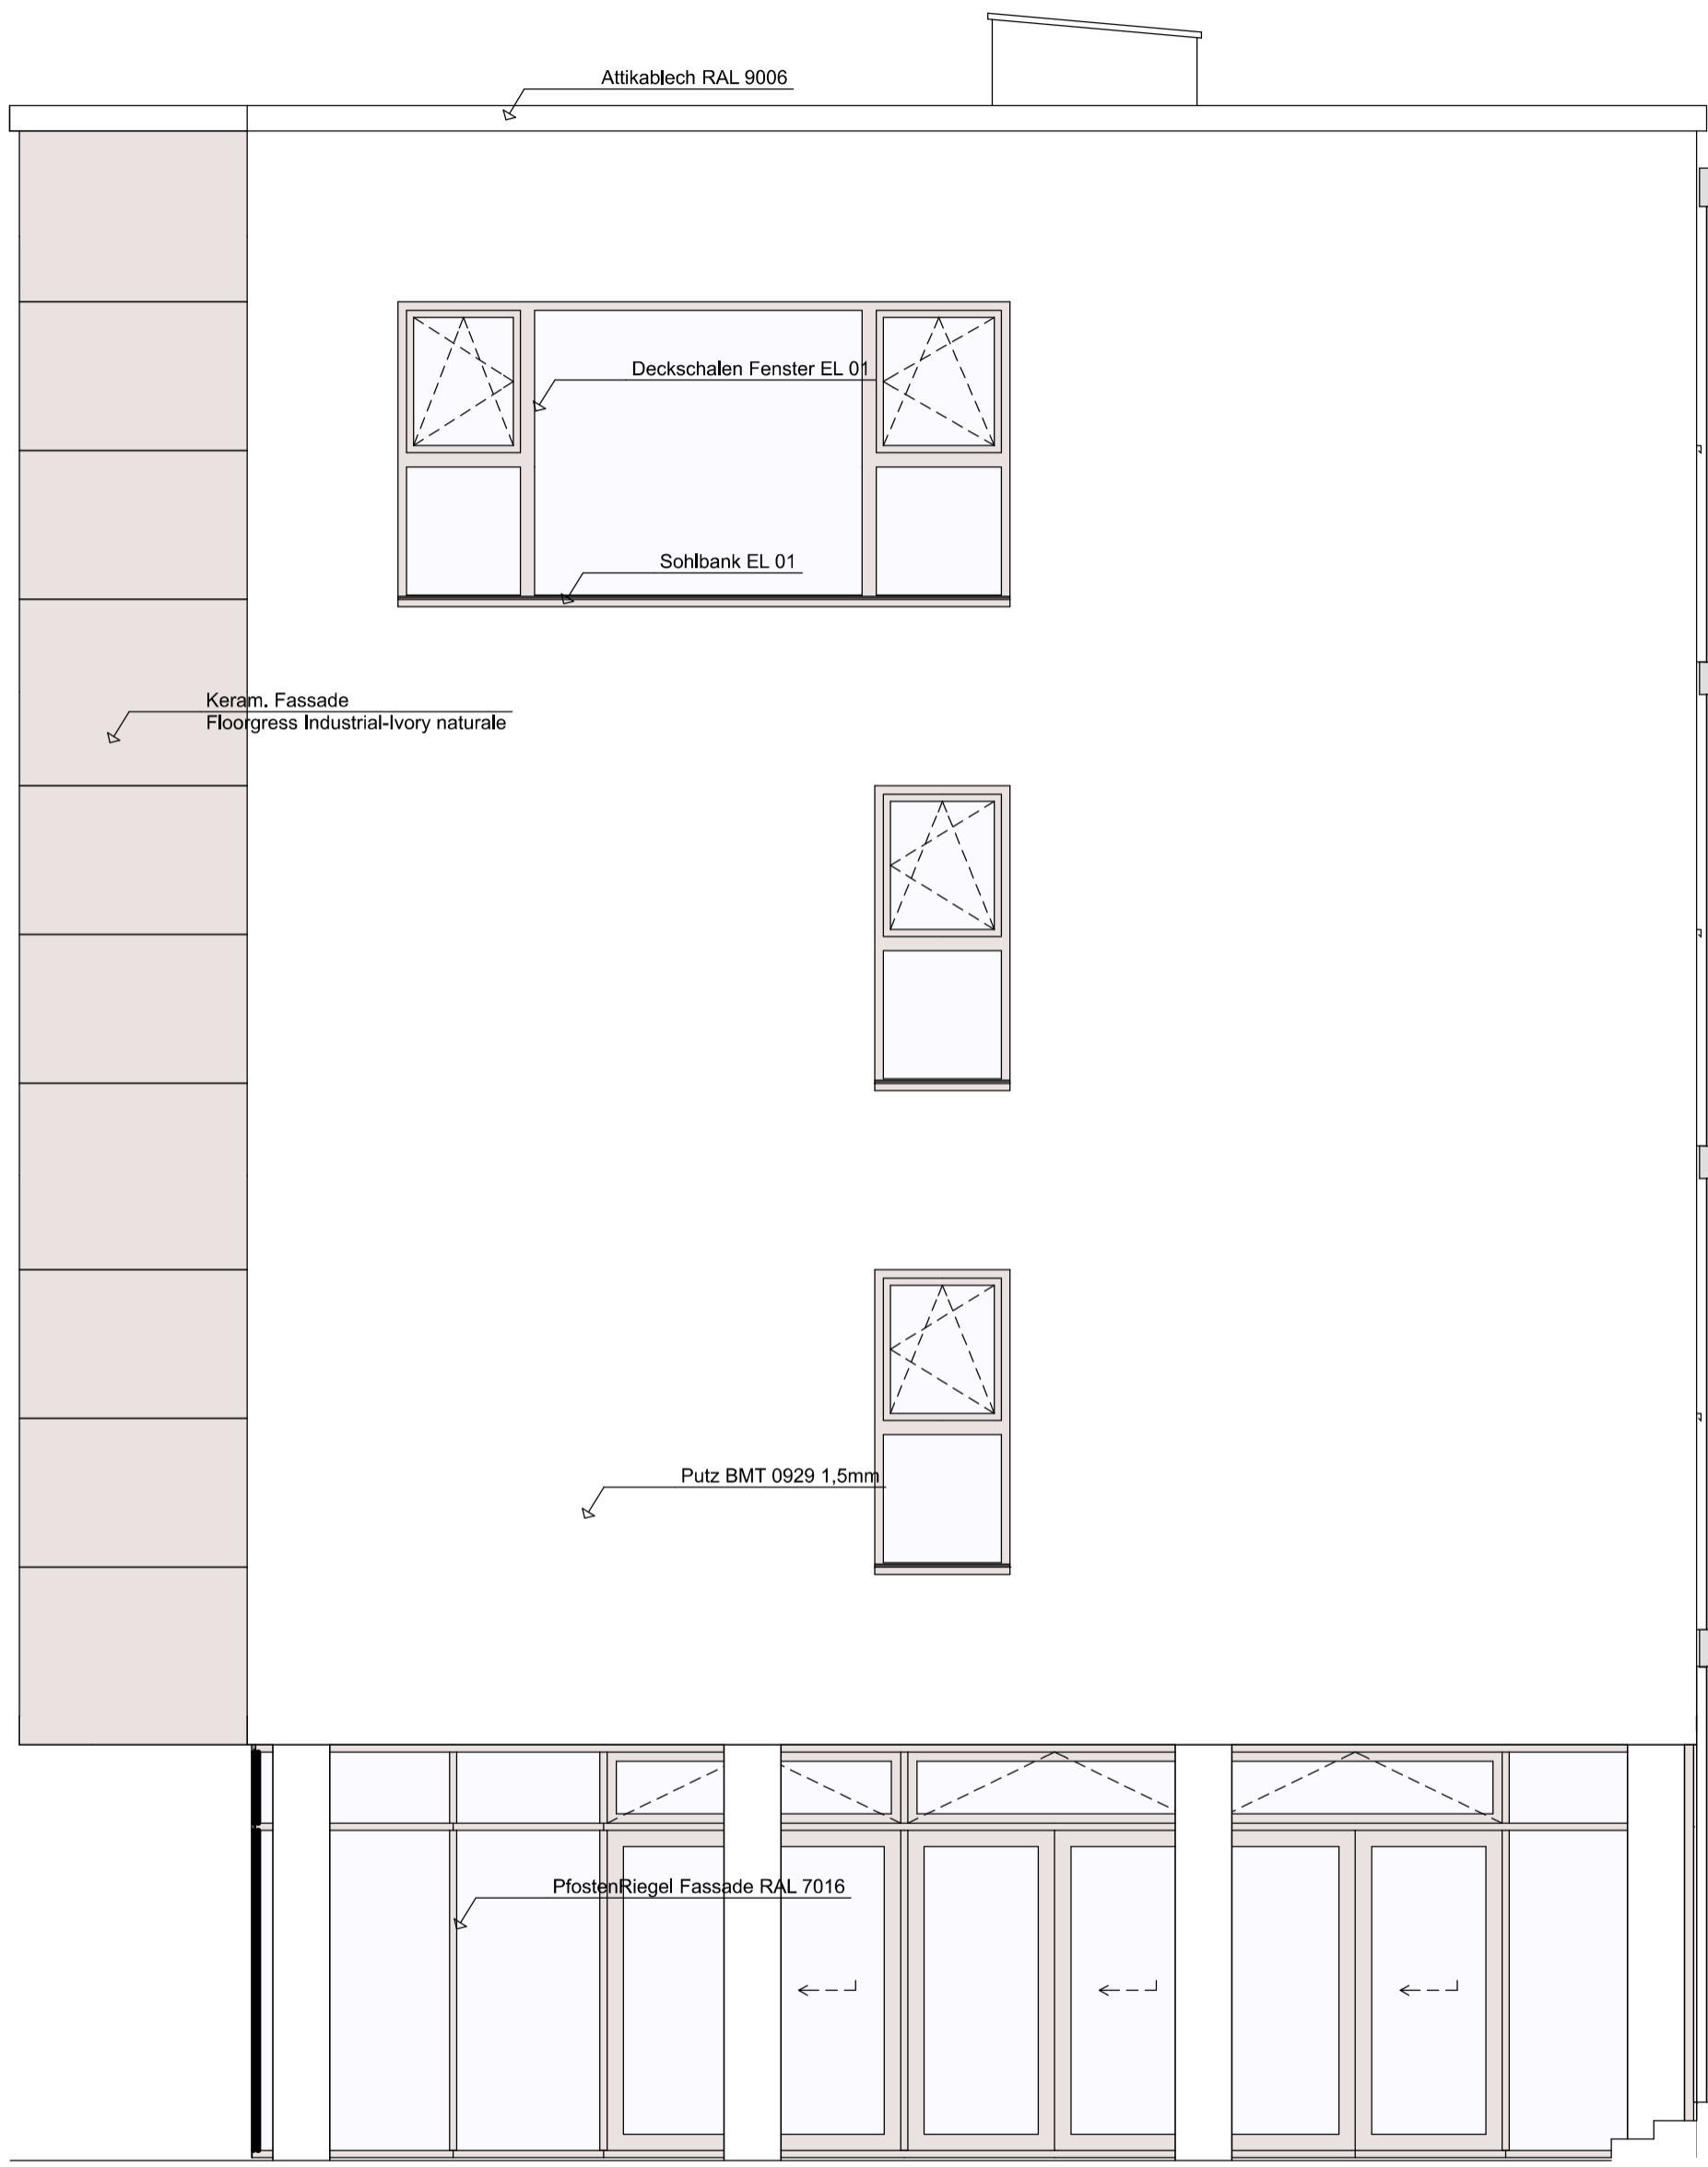 Attikablech RAL 9006
Deckschalen Fenster EL 01
Sohlbank EL 01
Keram. Fassade
Floorgress Industrial-Ivory naturale
Putz BMT 0929 1,5mm
PfostenRiegel Fassade RAL 7016